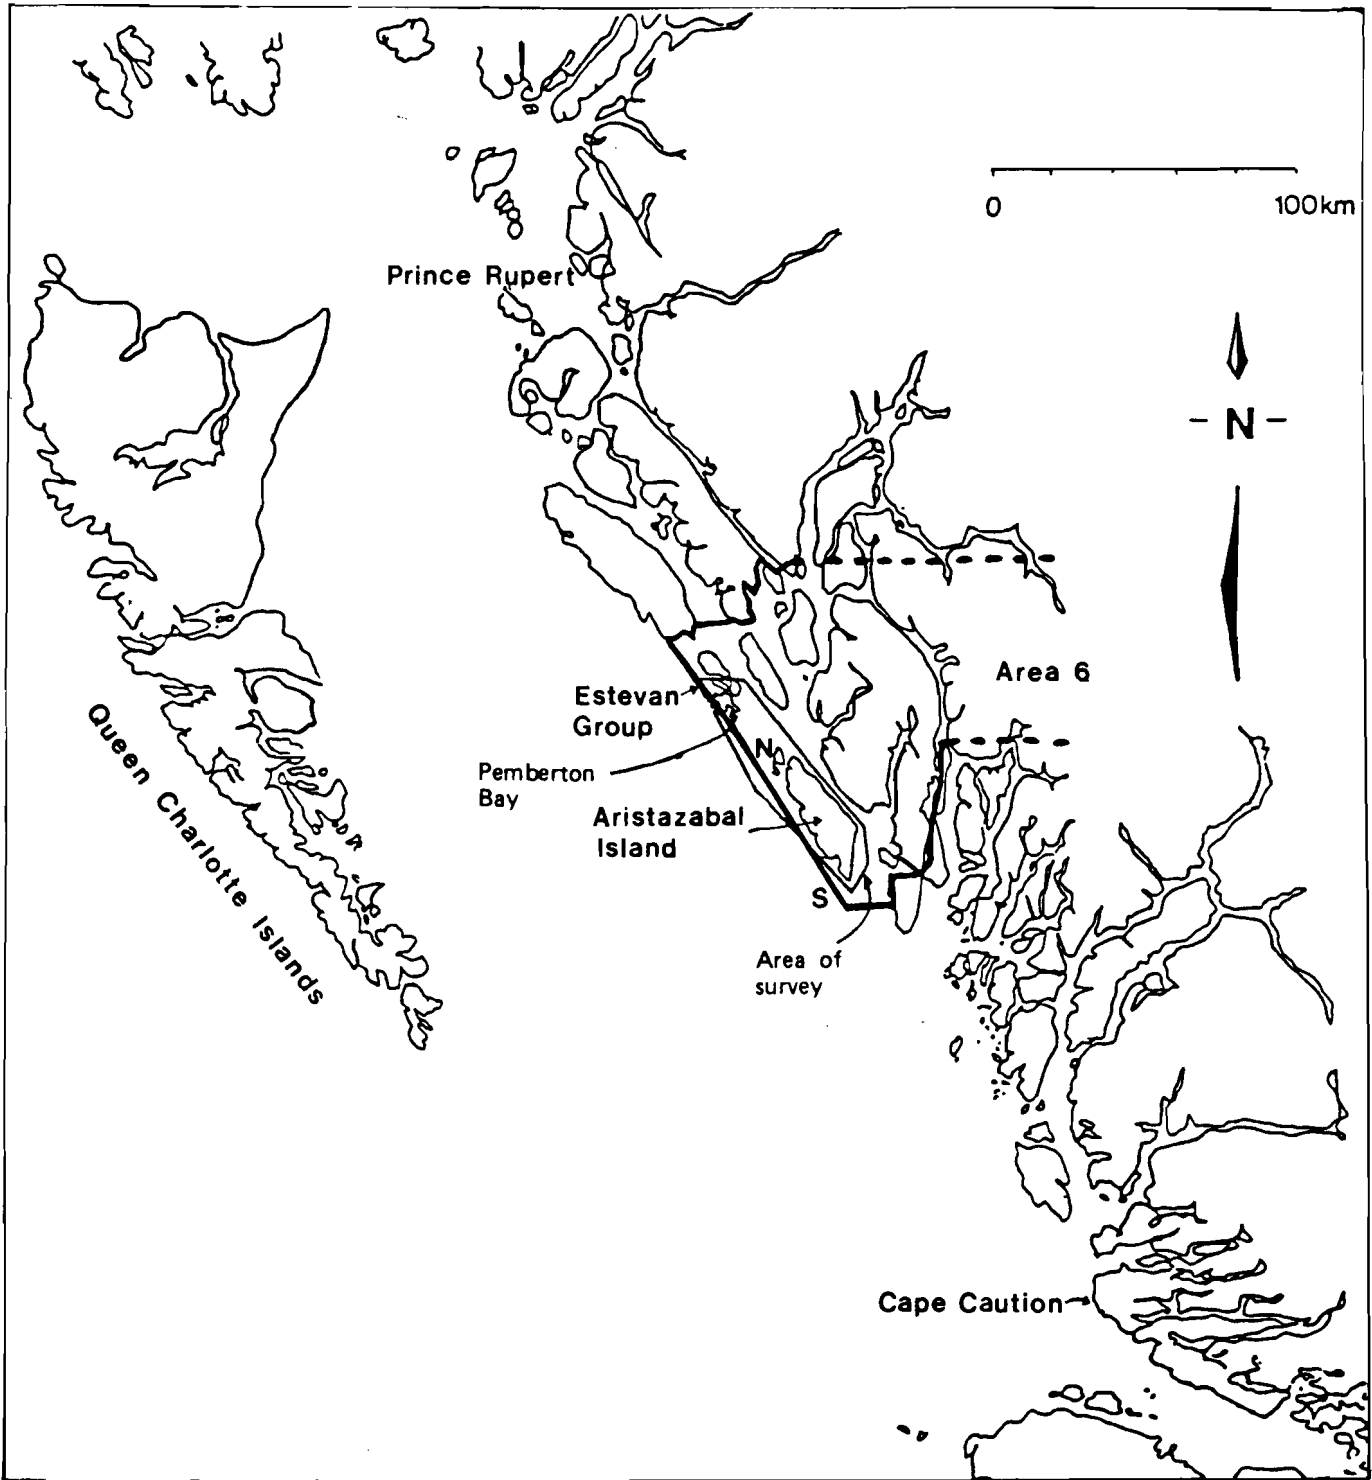 0 100km
Prince Rupert
- N -
Area 6
Estevan
Group
N
Pemberton
Bay
Aristazabal
Island
S
Area of
survey
Queen Charlotte Islands
Cape Caution